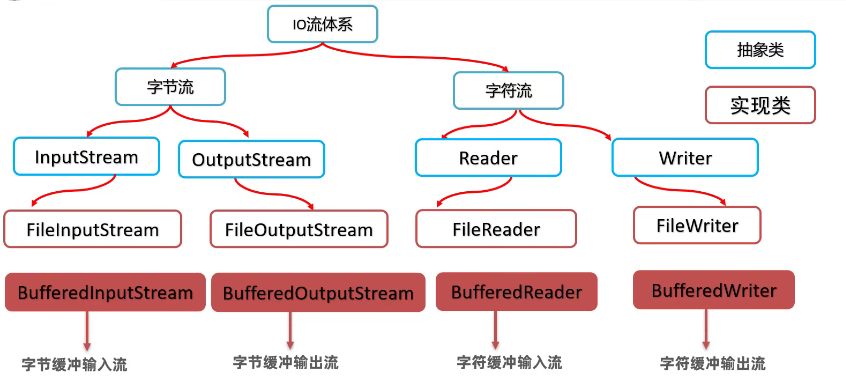 IO流体系
抽象类
字节流
字符流
实现类
InputStream
OutputStream
Reader
Writer
FileInputStream
FileOutputStream
FileReader
FileWriter
BufferedInputStream
BufferedOutputStream
BufferedReader
BufferedWriter
字节缓冲输入流
字节缓冲输出流
字符缓冲输入流
字符缓冲输出流